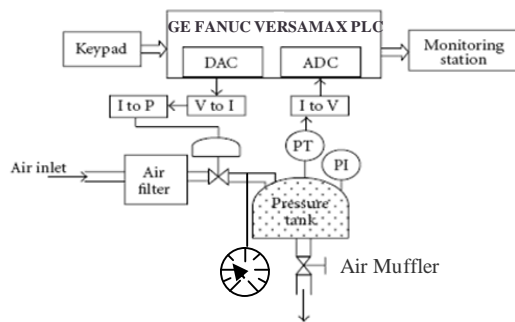 GE FANUC VERSAMAX PLC
Keypad
DAC
ADC
Monitoring
station
I to P
V to I
I to V
PT
PI
Air inlet
Air
filter
Pressure
tank
Air Muffler